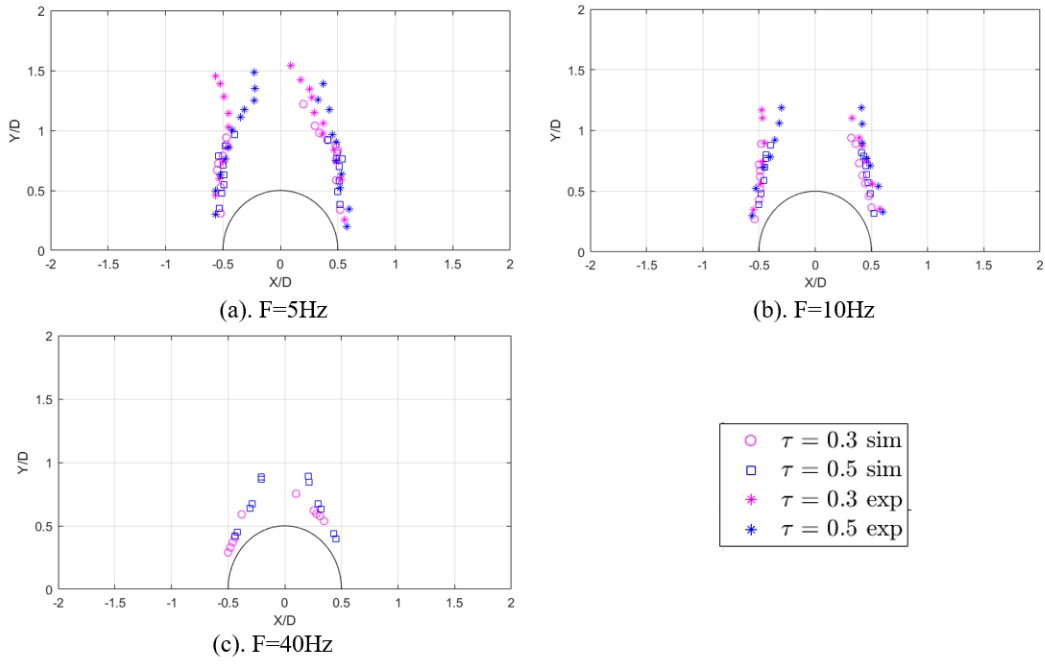 2
1.5
1
0.5
0
Y/D
-2 -1.5 -1 -0.5 0 0.5 1 1.5 2
X/D
(a). F=5Hz
2
1.5
1
0.5
0
Y/D
-2 -1.5 -1 -0.5 0 0.5 1 1.5 2
X/D
(b). F=10Hz
2
1.5
1
0.5
0
Y/D
-2 -1.5 -1 -0.5 0 0.5 1 1.5 2
X/D
(c). F=40Hz
τ = 0.3 sim
τ = 0.5 sim
τ = 0.3 exp
τ = 0.5 exp